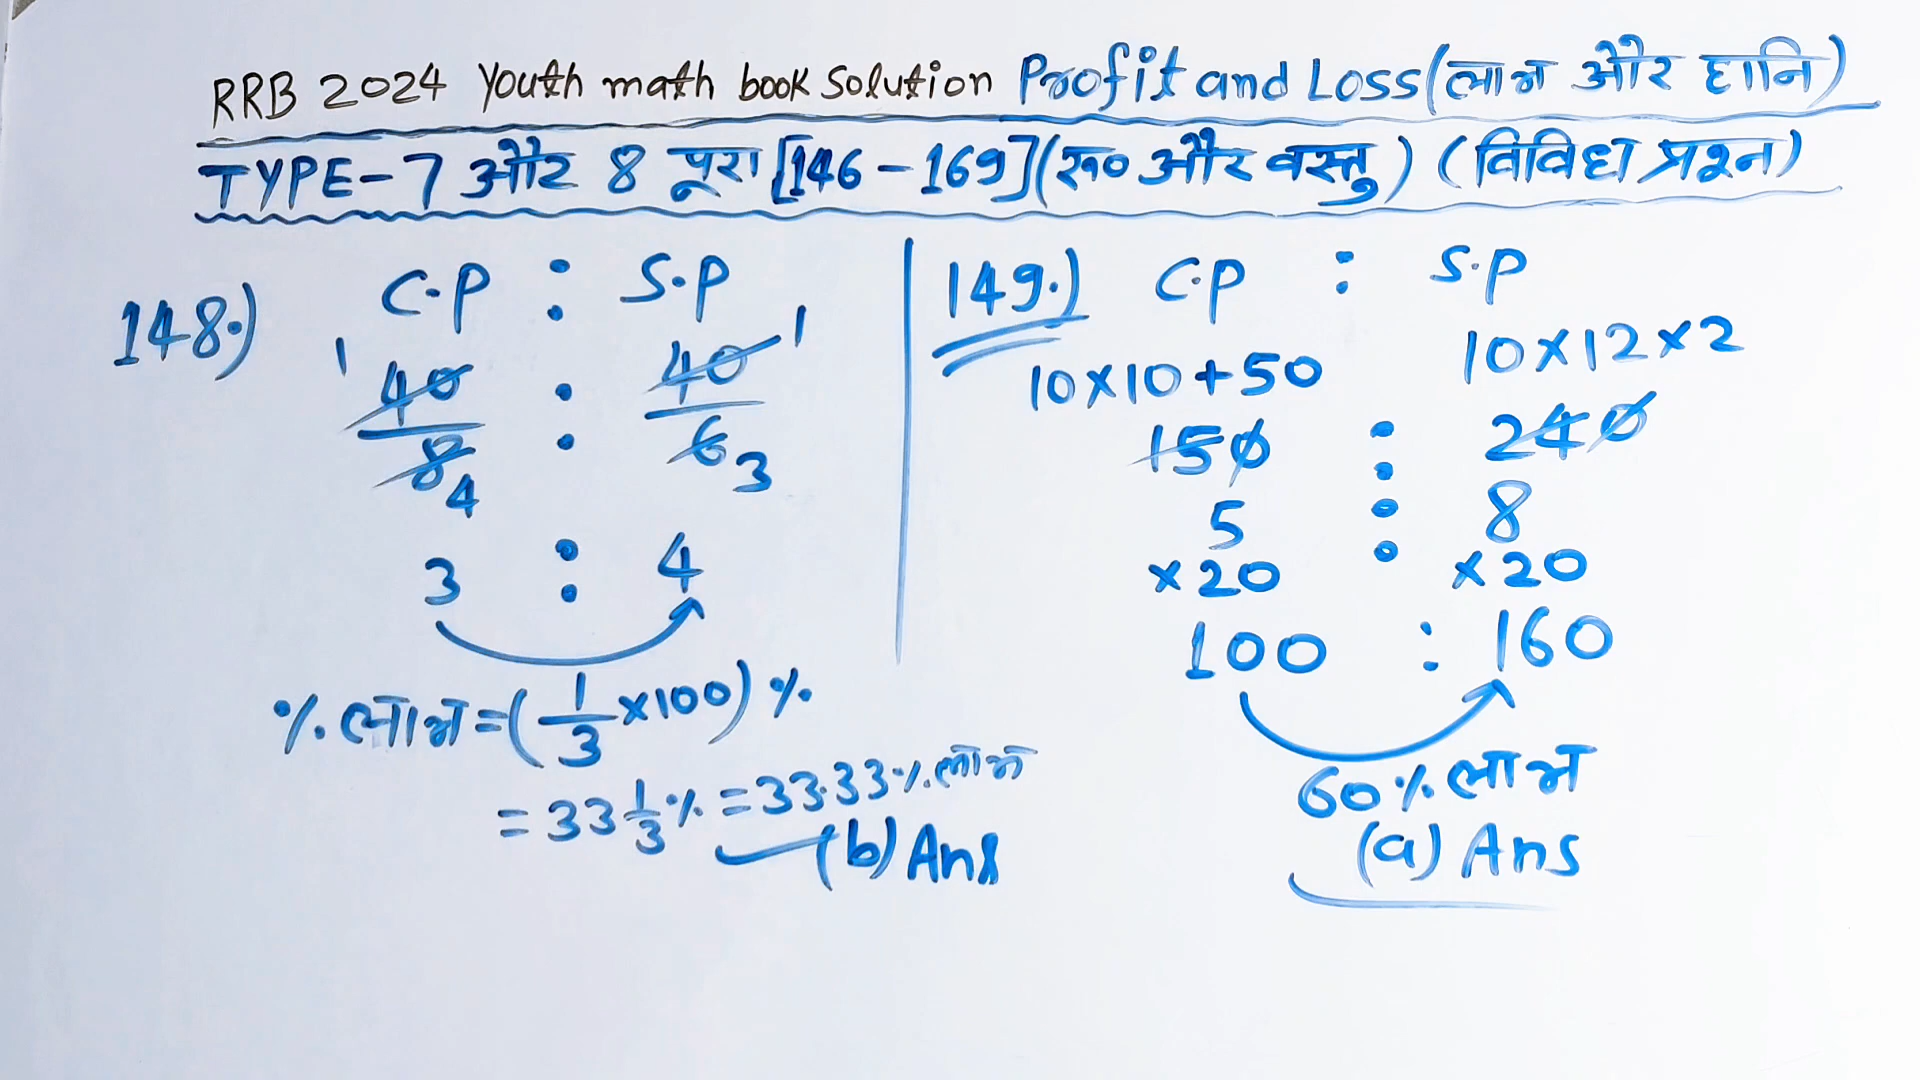 RRB 2024 Youth math book Solution Profit and Loss (लाभ और हानि)
TYPE-7 और 8 पूरा [146-169] (रू० और वस्तु) (विविध प्रश्न)
148.) C.P : S.P
1 40/8 4 : 40/6 3 1
3 : 4
% लाभ = (1/3 × 100) %
= 33 1/3 % = 33.33 % लाभ
(b) Ans
149.) C.P : S.P
10×10+50 10×12×2
150 : 240
5 : 8
×20 ×20
100 : 160
60 % लाभ
(a) Ans